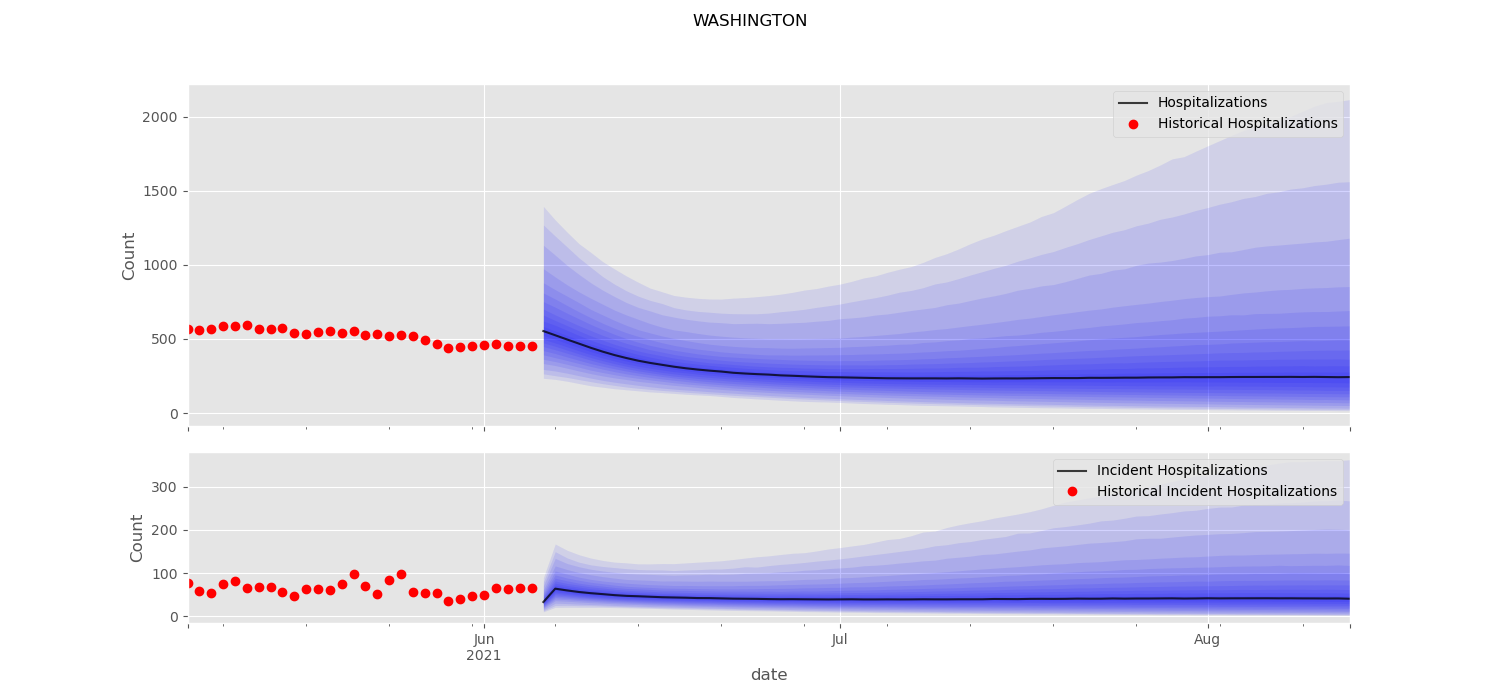 WASHINGTON
Hospitalizations
Historical Hospitalizations
2000
1500
1000
500
0
Count
Incident Hospitalizations
Historical Incident Hospitalizations
300
200
100
0
Count
Jun
2021
Jul
Aug
date